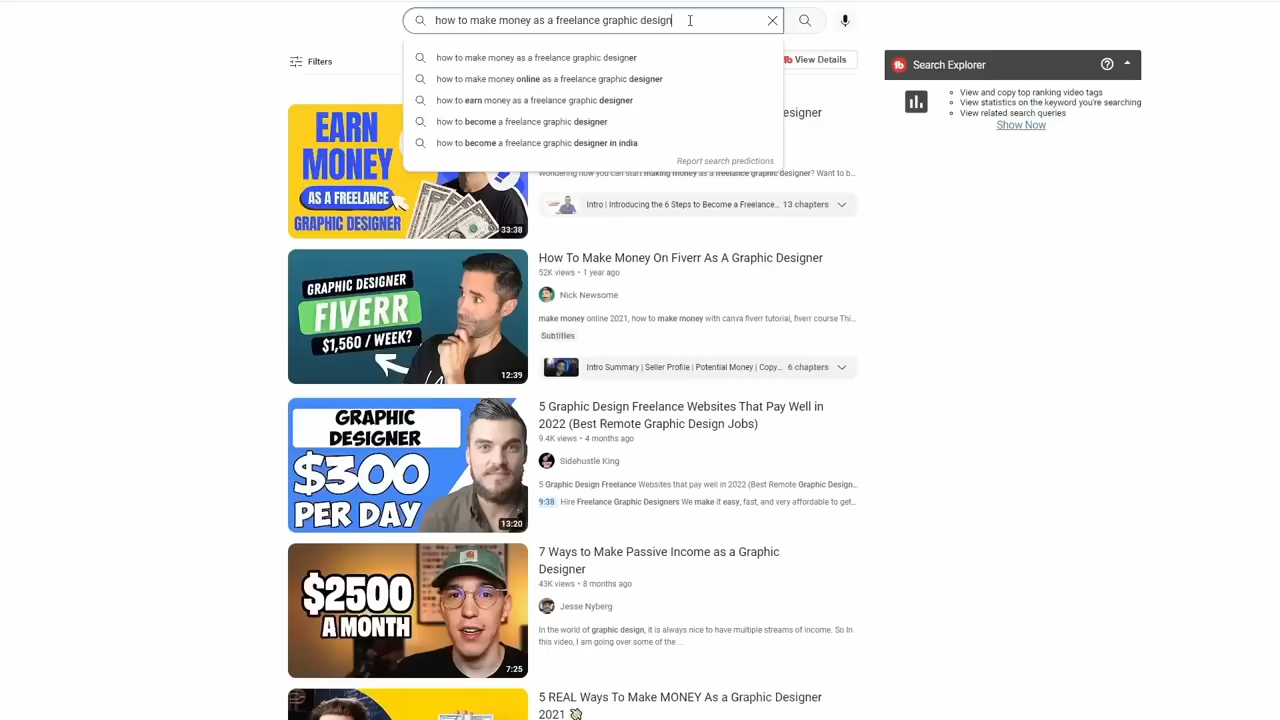 how to make money as a freelance graphic design
Filters
how to make money as a freelance graphic designer
how to make money online as a freelance graphic designer
how to earn money as a freelance graphic designer
how to become a freelance graphic designer
how to become a freelance graphic designer in india
Report search predictions
View Details
Search Explorer
View and copy top ranking video tags
View statistics on the keyword you're searching
View related search queries
Show Now
EARN
MONEY
AS A FREELANCE
GRAPHIC DESIGNER
33:38
esigner
Wondering how you can start making money as a freelance graphic designer? Want to b...
Intro | Introducing the 6 Steps to Become a Freelance... 13 chapters
GRAPHIC DESIGNER
FIVERR
$1,560 / WEEK?
12:39
How To Make Money On Fiverr As A Graphic Designer
52K views • 1 year ago
Nick Newsome
make money online 2021, how to make money with canva fiverr tutorial, fiverr course Thi...
Subtitles
Intro Summary | Seller Profile | Potential Money | Copy... 6 chapters
GRAPHIC
DESIGNER
$300
PER DAY
13:20
5 Graphic Design Freelance Websites That Pay Well in
2022 (Best Remote Graphic Design Jobs)
9.4K views • 4 months ago
Sidehustle King
5 Graphic Design Freelance Websites that pay well in 2022 (Best Remote Graphic Design...
9:38 Hire Freelance Graphic Designers We make it easy, fast, and very affordable to get...
$2500
A MONTH
7:25
7 Ways to Make Passive Income as a Graphic
Designer
43K views • 8 months ago
Jesse Nyberg
In the world of graphic design, it is always nice to have multiple streams of income. So In
this video, I am going over some of the ...
5 REAL Ways To Make MONEY As a Graphic Designer
2021